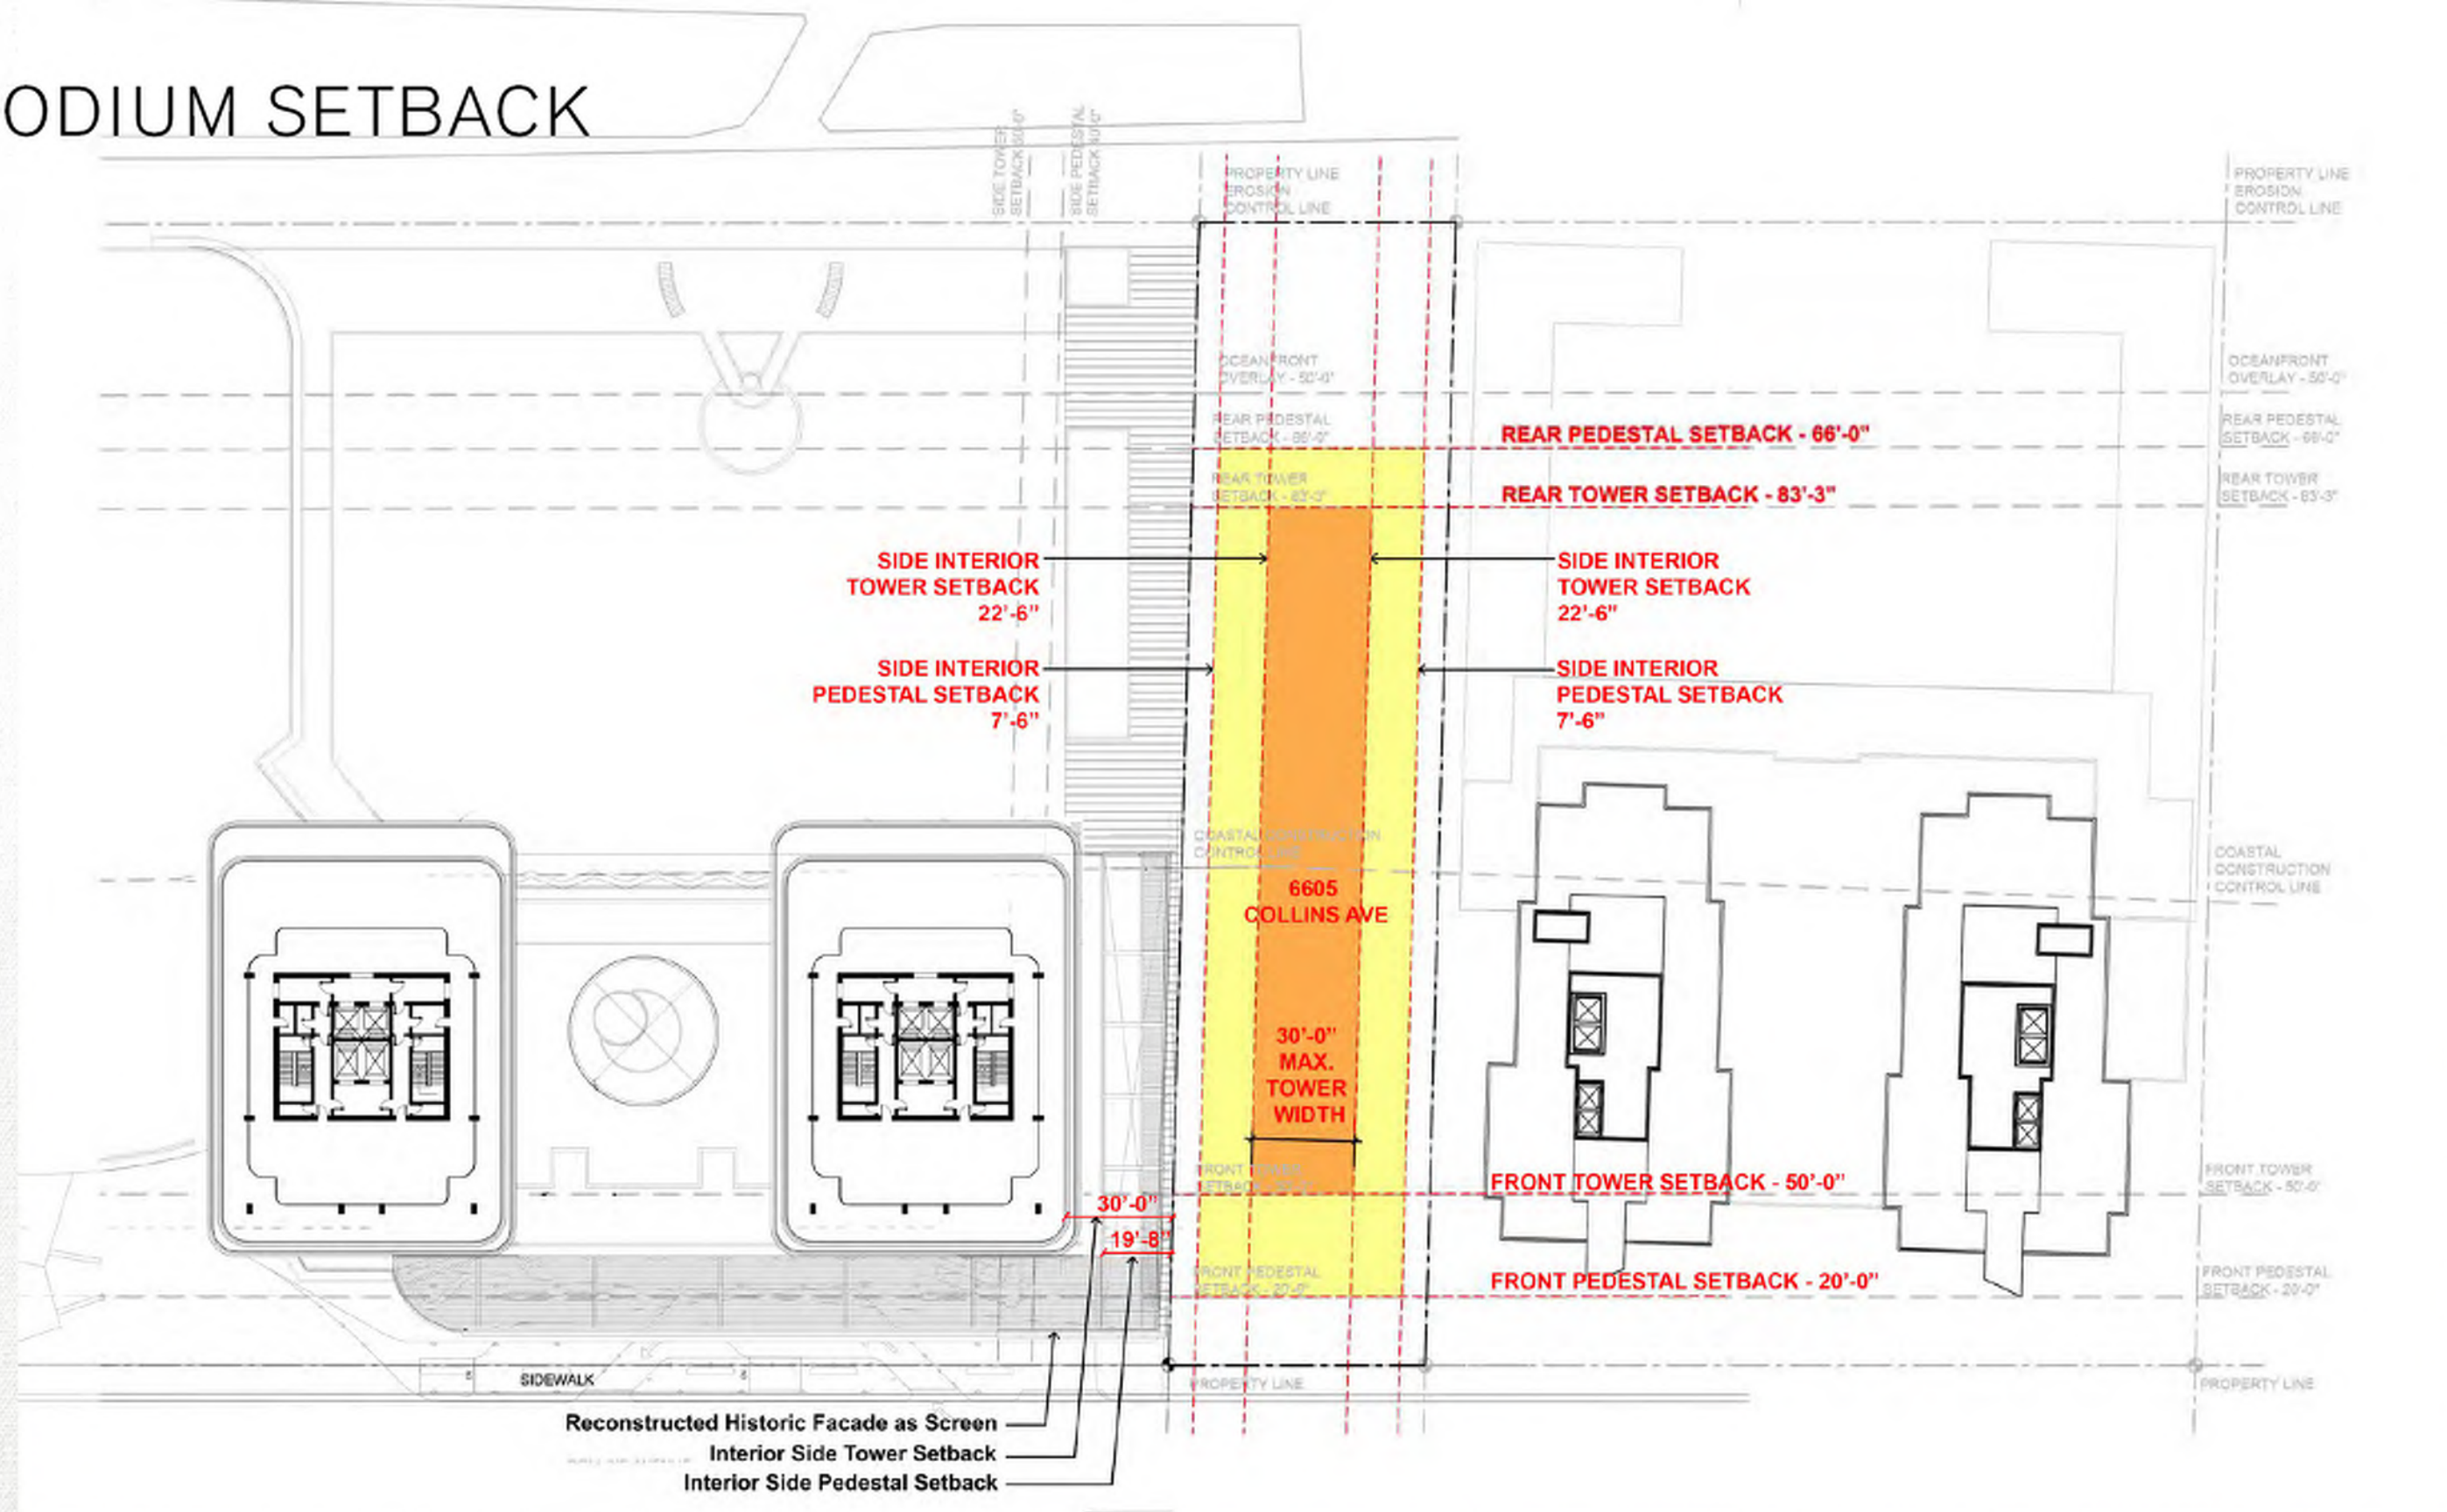 ODIUM SETBACK
SIDE TOWER
SETBACK 50'-0"
SIDE PEDESTAL
PROPERTY LINE
EROSION
CONTROL LINE
PROPERTY LINE
EROSION
CONTROL LINE
OCEANFRONT
OVERLAY - 50'-0"
OCEANFRONT
OVERLAY - 50'-0"
REAR PEDESTAL
SETBACK - 66'-0"
REAR PEDESTAL SETBACK - 66'-0"
REAR PEDESTAL
SETBACK - 66'-0"
REAR TOWER
SETBACK - 83'-3"
REAR TOWER SETBACK - 83'-3"
REAR TOWER
SETBACK - 83'-3"
SIDE INTERIOR
TOWER SETBACK
22'-6"
SIDE INTERIOR
TOWER SETBACK
22'-6"
SIDE INTERIOR
PEDESTAL SETBACK
7'-6"
SIDE INTERIOR
PEDESTAL SETBACK
7'-6"
COASTAL CONSTRUCTION
CONTROL LINE
COASTAL
CONSTRUCTION
CONTROL LINE
6605
COLLINS AVE
30'-0"
MAX.
TOWER
WIDTH
FRONT TOWER
SETBACK - 50'-0"
FRONT TOWER SETBACK - 50'-0"
FRONT TOWER
SETBACK - 50'-0"
30'-0"
19'-8"
FRONT PEDESTAL
SETBACK - 20'-0"
FRONT PEDESTAL SETBACK - 20'-0"
FRONT PEDESTAL
SETBACK - 20'-0"
SIDEWALK
PROPERTY LINE
PROPERTY LINE
Reconstructed Historic Facade as Screen
Interior Side Tower Setback
Interior Side Pedestal Setback